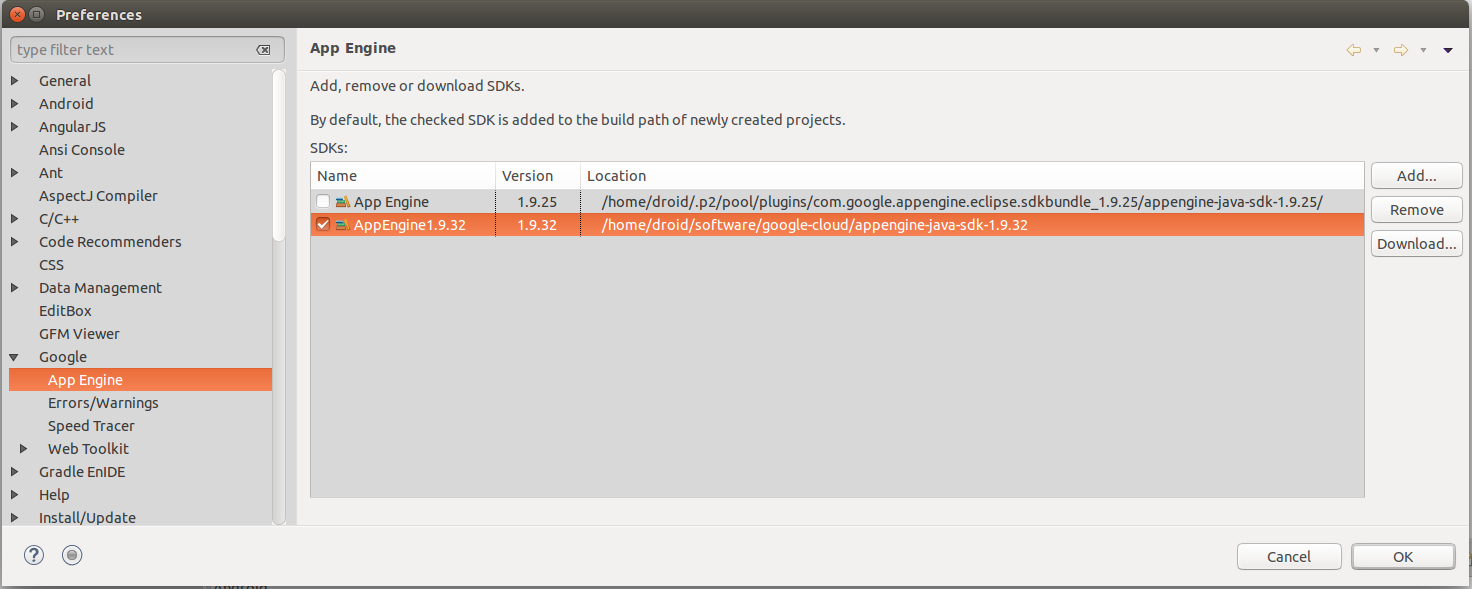 Preferences
type filter text
General
Android
AngularJS
Ansi Console
Ant
AspectJ Compiler
C/C++
Code Recommenders
CSS
Data Management
EditBox
GFM Viewer
Google
App Engine
Errors/Warnings
Speed Tracer
Web Toolkit
Gradle EnIDE
Help
Install/Update
App Engine
Add, remove or download SDKs.
By default, the checked SDK is added to the build path of newly created projects.
SDKs:
Name Version Location
App Engine 1.9.25 /home/droid/.p2/pool/plugins/com.google.appengine.eclipse.sdkbundle_1.9.25/appengine-java-sdk-1.9.25/
AppEngine1.9.32 1.9.32 /home/droid/software/google-cloud/appengine-java-sdk-1.9.32
Add...
Remove
Download...
?
Cancel OK
Android